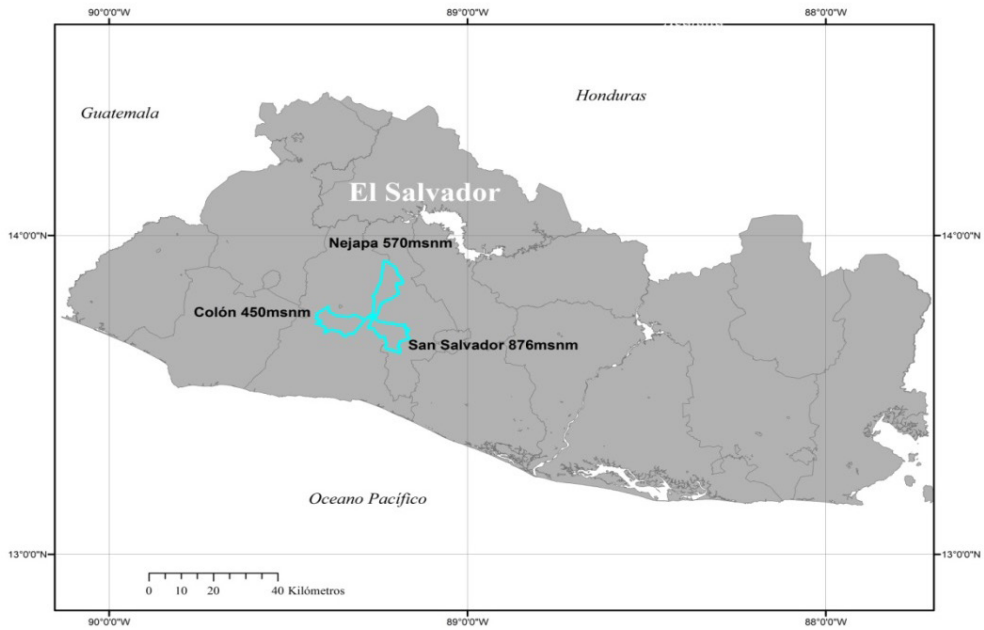 90°0'0"W 89°0'0"W 88°0'0"W
Guatemala
Honduras
El Salvador
14°0'0"N 14°0'0"N
Nejapa 570msnm
Colón 450msnm
San Salvador 876msnm
Oceano Pacífico
13°0'0"N 13°0'0"N
0 10 20 40 Kilómetros
90°0'0"W 89°0'0"W 88°0'0"W